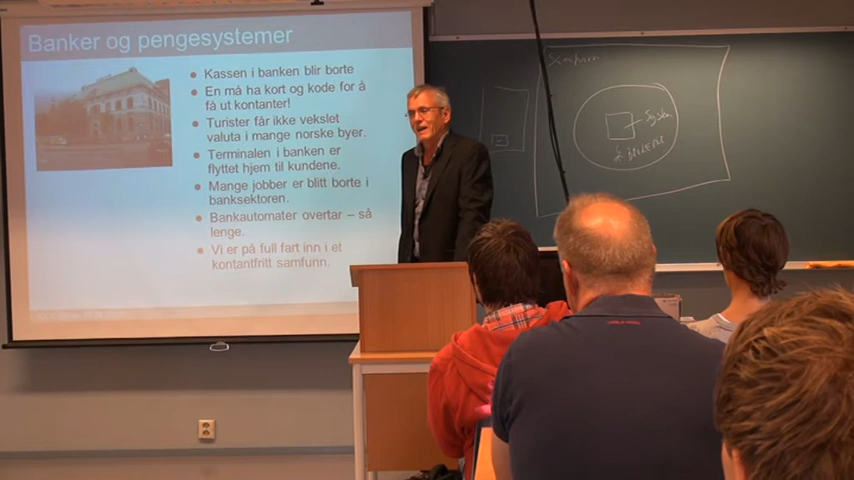 Banker og pengesystemer
Kassen i banken blir borte
En må ha kort og kode for å
få ut kontanter!
Turister får ikke vekslet
valuta i mange norske byer.
Terminalen i banken er
flyttet hjem til kundene.
Mange jobber er blitt borte i
banksektoren.
Bankautomater overtar – så
lenge.
Vi er på full fart inn i et
kontantfritt samfunn.